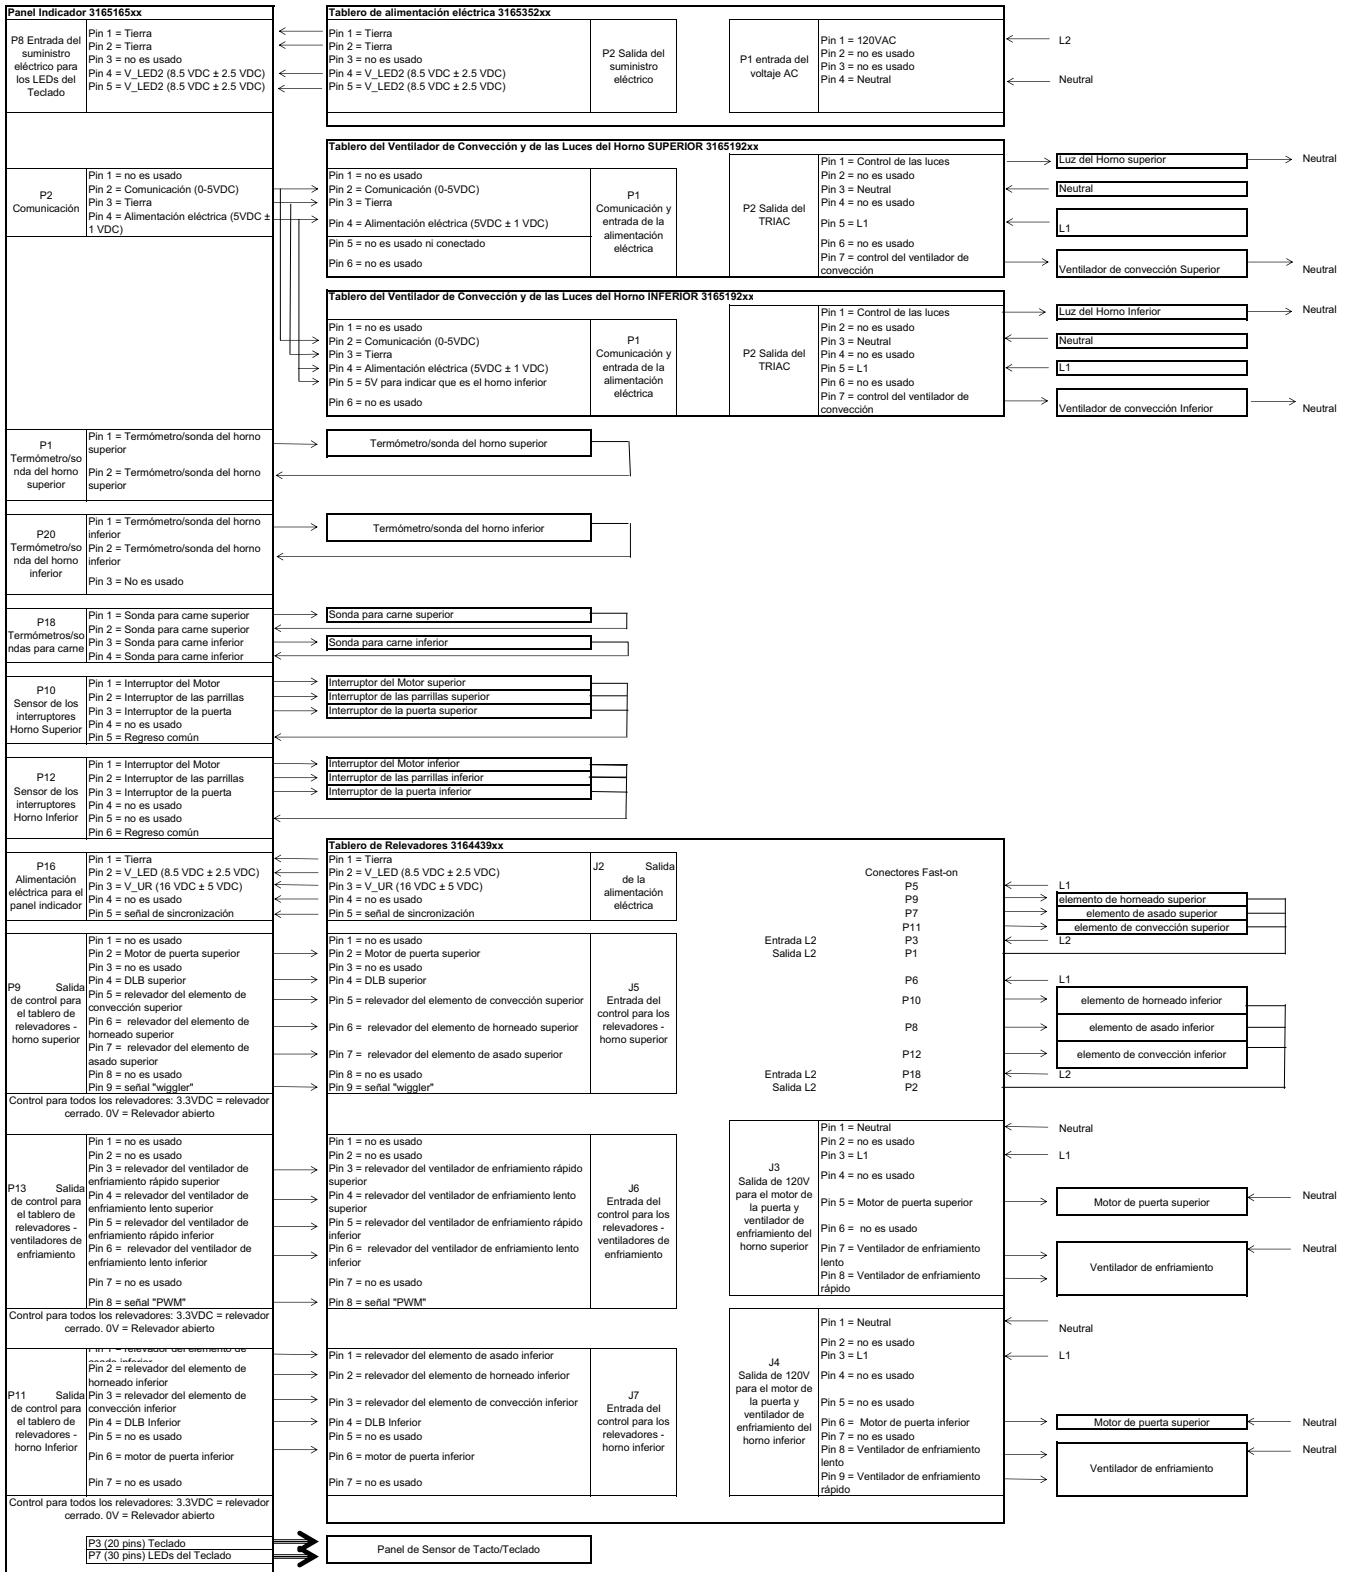 Panel Indicador 3165165xx
P8 Entrada del
suministro
eléctrico para
los LEDs del
Teclado
Pin 1 = Tierra
Pin 2 = Tierra
Pin 3 = no es usado
Pin 4 = V_LED2 (8.5 VDC ± 2.5 VDC)
Pin 5 = V_LED2 (8.5 VDC ± 2.5 VDC)
Tablero de alimentación eléctrica 3165352xx
Pin 1 = Tierra
Pin 2 = Tierra
Pin 3 = no es usado
Pin 4 = V_LED2 (8.5 VDC ± 2.5 VDC)
Pin 5 = V_LED2 (8.5 VDC ± 2.5 VDC)
P2 Salida del
suministro
eléctrico
P1 entrada del
voltaje AC
Pin 1 = 120VAC
Pin 2 = no es usado
Pin 3 = no es usado
Pin 4 = Neutral
L2
Neutral
P2
Comunicación
Pin 1 = no es usado
Pin 2 = Comunicación (0-5VDC)
Pin 3 = Tierra
Pin 4 = Alimentación eléctrica (5VDC ±
1 VDC)
Tablero del Ventilador de Convección y de las Luces del Horno SUPERIOR 3165192xx
Pin 1 = no es usado
Pin 2 = Comunicación (0-5VDC)
Pin 3 = Tierra
Pin 4 = Alimentación eléctrica (5VDC ± 1 VDC)
Pin 5 = no es usado ni conectado
Pin 6 = no es usado
P1
Comunicación y
entrada de la
alimentación
eléctrica
P2 Salida del
TRIAC
Pin 1 = Control de las luces
Pin 2 = no es usado
Pin 3 = Neutral
Pin 4 = no es usado
Pin 5 = L1
Pin 6 = no es usado
Pin 7 = control del ventilador de
convección
Luz del Horno superior
Neutral
Neutral
L1
Ventilador de convección Superior
Neutral
Tablero del Ventilador de Convección y de las Luces del Horno INFERIOR 3165192xx
Pin 1 = no es usado
Pin 2 = Comunicación (0-5VDC)
Pin 3 = Tierra
Pin 4 = Alimentación eléctrica (5VDC ± 1 VDC)
Pin 5 = 5V para indicar que es el horno inferior
Pin 6 = no es usado
P1
Comunicación y
entrada de la
alimentación
eléctrica
P2 Salida del
TRIAC
Pin 1 = Control de las luces
Pin 2 = no es usado
Pin 3 = Neutral
Pin 4 = no es usado
Pin 5 = L1
Pin 6 = no es usado
Pin 7 = control del ventilador de
convección
Luz del Horno Inferior
Neutral
Neutral
L1
Ventilador de convección Inferior
Neutral
P1
Termómetro/so
nda del horno
superior
Pin 1 = Termómetro/sonda del horno
superior
Pin 2 = Termómetro/sonda del horno
superior
Termómetro/sonda del horno superior
P20
Termómetro/so
nda del horno
inferior
Pin 1 = Termómetro/sonda del horno
inferior
Pin 2 = Termómetro/sonda del horno
inferior
Pin 3 = No es usado
Termómetro/sonda del horno inferior
P18
Termómetros/so
ndas para carne
Pin 1 = Sonda para carne superior
Pin 2 = Sonda para carne superior
Pin 3 = Sonda para carne inferior
Pin 4 = Sonda para carne inferior
Sonda para carne superior
Sonda para carne inferior
P10
Sensor de los
interruptores
Horno Superior
Pin 1 = Interruptor del Motor
Pin 2 = Interruptor de las parrillas
Pin 3 = Interruptor de la puerta
Pin 4 = no es usado
Pin 5 = Regreso común
Interruptor del Motor superior
Interruptor de las parrillas superior
Interruptor de la puerta superior
P12
Sensor de los
interruptores
Horno Inferior
Pin 1 = Interruptor del Motor
Pin 2 = Interruptor de las parrillas
Pin 3 = Interruptor de la puerta
Pin 4 = no es usado
Pin 5 = no es usado
Pin 6 = Regreso común
Interruptor del Motor inferior
Interruptor de las parrillas inferior
Interruptor de la puerta inferior
P16
Alimentación
eléctrica para el
panel indicador
Pin 1 = Tierra
Pin 2 = V_LED (8.5 VDC ± 2.5 VDC)
Pin 3 = V_UR (16 VDC ± 5 VDC)
Pin 4 = no es usado
Pin 5 = señal de sincronización
Tablero de Relevadores 3164439xx
Pin 1 = Tierra
Pin 2 = V_LED (8.5 VDC ± 2.5 VDC)
Pin 3 = V_UR (16 VDC ± 5 VDC)
Pin 4 = no es usado
Pin 5 = señal de sincronización
J2 Salida
de la
alimentación
eléctrica
Conectores Fast-on
P5
P9
P7
P11
Entrada L2 P3
Salida L2 P1
P6
P10
P8
P12
Entrada L2 P18
Salida L2 P2
L1
elemento de horneado superior
elemento de asado superior
elemento de convección superior
L2
L1
elemento de horneado inferior
elemento de asado inferior
elemento de convección inferior
L2
P9 Salida
de control para
el tablero de
relevadores -
horno superior
Pin 1 = no es usado
Pin 2 = Motor de puerta superior
Pin 3 = no es usado
Pin 4 = DLB superior
Pin 5 = relevador del elemento de
convección superior
Pin 6 = relevador del elemento de
horneado superior
Pin 7 = relevador del elemento de
asado superior
Pin 8 = no es usado
Pin 9 = señal "wiggler"
Control para todos los relevadores: 3.3VDC = relevador
cerrado. 0V = Relevador abierto
Pin 1 = no es usado
Pin 2 = Motor de puerta superior
Pin 3 = no es usado
Pin 4 = DLB superior
Pin 5 = relevador del elemento de convección superior
Pin 6 = relevador del elemento de horneado superior
Pin 7 = relevador del elemento de asado superior
Pin 8 = no es usado
Pin 9 = señal "wiggler"
J5
Entrada del
control para los
relevadores -
horno superior
P13 Salida
de control para
el tablero de
relevadores -
ventiladores de
enfriamiento
Pin 1 = no es usado
Pin 2 = no es usado
Pin 3 = relevador del ventilador de
enfriamiento rápido superior
Pin 4 = relevador del ventilador de
enfriamiento lento superior
Pin 5 = relevador del ventilador de
enfriamiento rápido inferior
Pin 6 = relevador del ventilador de
enfriamiento lento inferior
Pin 7 = no es usado
Pin 8 = señal "PWM"
Control para todos los relevadores: 3.3VDC = relevador
cerrado. 0V = Relevador abierto
Pin 1 = no es usado
Pin 2 = no es usado
Pin 3 = relevador del ventilador de enfriamiento rápido
superior
Pin 4 = relevador del ventilador de enfriamiento lento
superior
Pin 5 = relevador del ventilador de enfriamiento rápido
inferior
Pin 6 = relevador del ventilador de enfriamiento lento
inferior
Pin 7 = no es usado
Pin 8 = señal "PWM"
J6
Entrada del
control para los
relevadores -
ventiladores de
enfriamiento
J3
Salida de 120V
para el motor de
la puerta y
ventilador de
enfriamiento del
horno superior
Pin 1 = Neutral
Pin 2 = no es usado
Pin 3 = L1
Pin 4 = no es usado
Pin 5 = Motor de puerta superior
Pin 6 = no es usado
Pin 7 = Ventilador de enfriamiento
lento
Pin 8 = Ventilador de enfriamiento
rápido
Neutral
L1
Motor de puerta superior
Neutral
Ventilador de enfriamiento
Neutral
P11 Salida
de control para
el tablero de
relevadores -
horno Inferior
Pin 1 = relevador del elemento de
asado inferior
Pin 2 = relevador del elemento de
horneado inferior
Pin 3 = relevador del elemento de
convección inferior
Pin 4 = DLB Inferior
Pin 5 = no es usado
Pin 6 = motor de puerta inferior
Pin 7 = no es usado
Control para todos los relevadores: 3.3VDC = relevador
cerrado. 0V = Relevador abierto
Pin 1 = relevador del elemento de asado inferior
Pin 2 = relevador del elemento de horneado inferior
Pin 3 = relevador del elemento de convección inferior
Pin 4 = DLB Inferior
Pin 5 = no es usado
Pin 6 = motor de puerta inferior
Pin 7 = no es usado
J7
Entrada del
control para los
relevadores -
horno inferior
J4
Salida de 120V
para el motor de
la puerta y
ventilador de
enfriamiento del
horno inferior
Pin 1 = Neutral
Pin 2 = no es usado
Pin 3 = L1
Pin 4 = no es usado
Pin 5 = no es usado
Pin 6 = Motor de puerta inferior
Pin 7 = no es usado
Pin 8 = Ventilador de enfriamiento
lento
Pin 9 = Ventilador de enfriamiento
rápido
Neutral
L1
Motor de puerta superior
Neutral
Ventilador de enfriamiento
Neutral
P3 (20 pins) Teclado
P7 (30 pins) LEDs del Teclado
Panel de Sensor de Tacto/Teclado